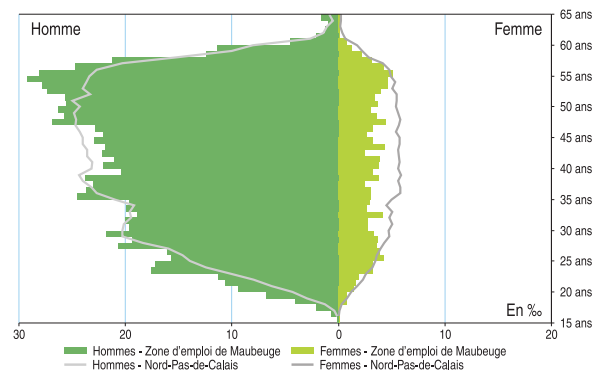 Homme
Femme
65 ans
60 ans
55 ans
50 ans
45 ans
40 ans
35 ans
30 ans
25 ans
20 ans
15 ans
En ‰
30 20 10 0 10 20
Hommes - Zone d'emploi de Maubeuge Femmes - Zone d'emploi de Maubeuge
Hommes - Nord-Pas-de-Calais Femmes - Nord-Pas-de-Calais